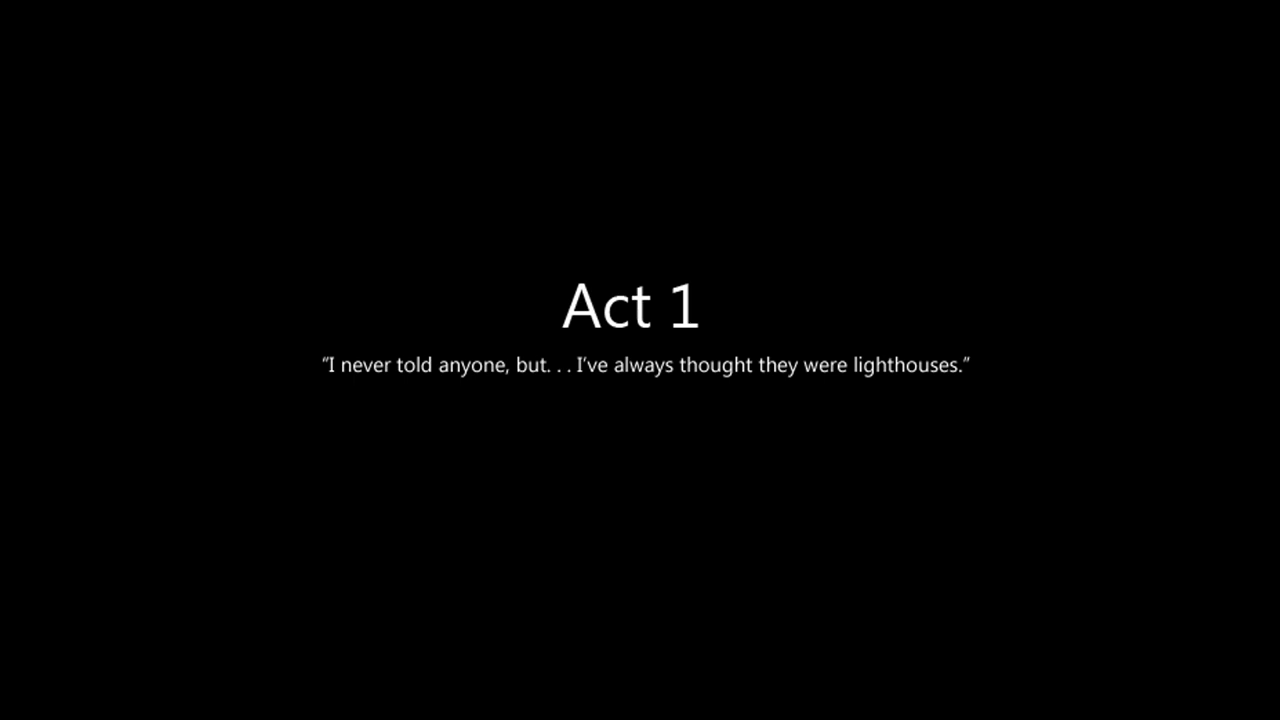 Act 1
“I never told anyone, but. . . I’ve always thought they were lighthouses.”